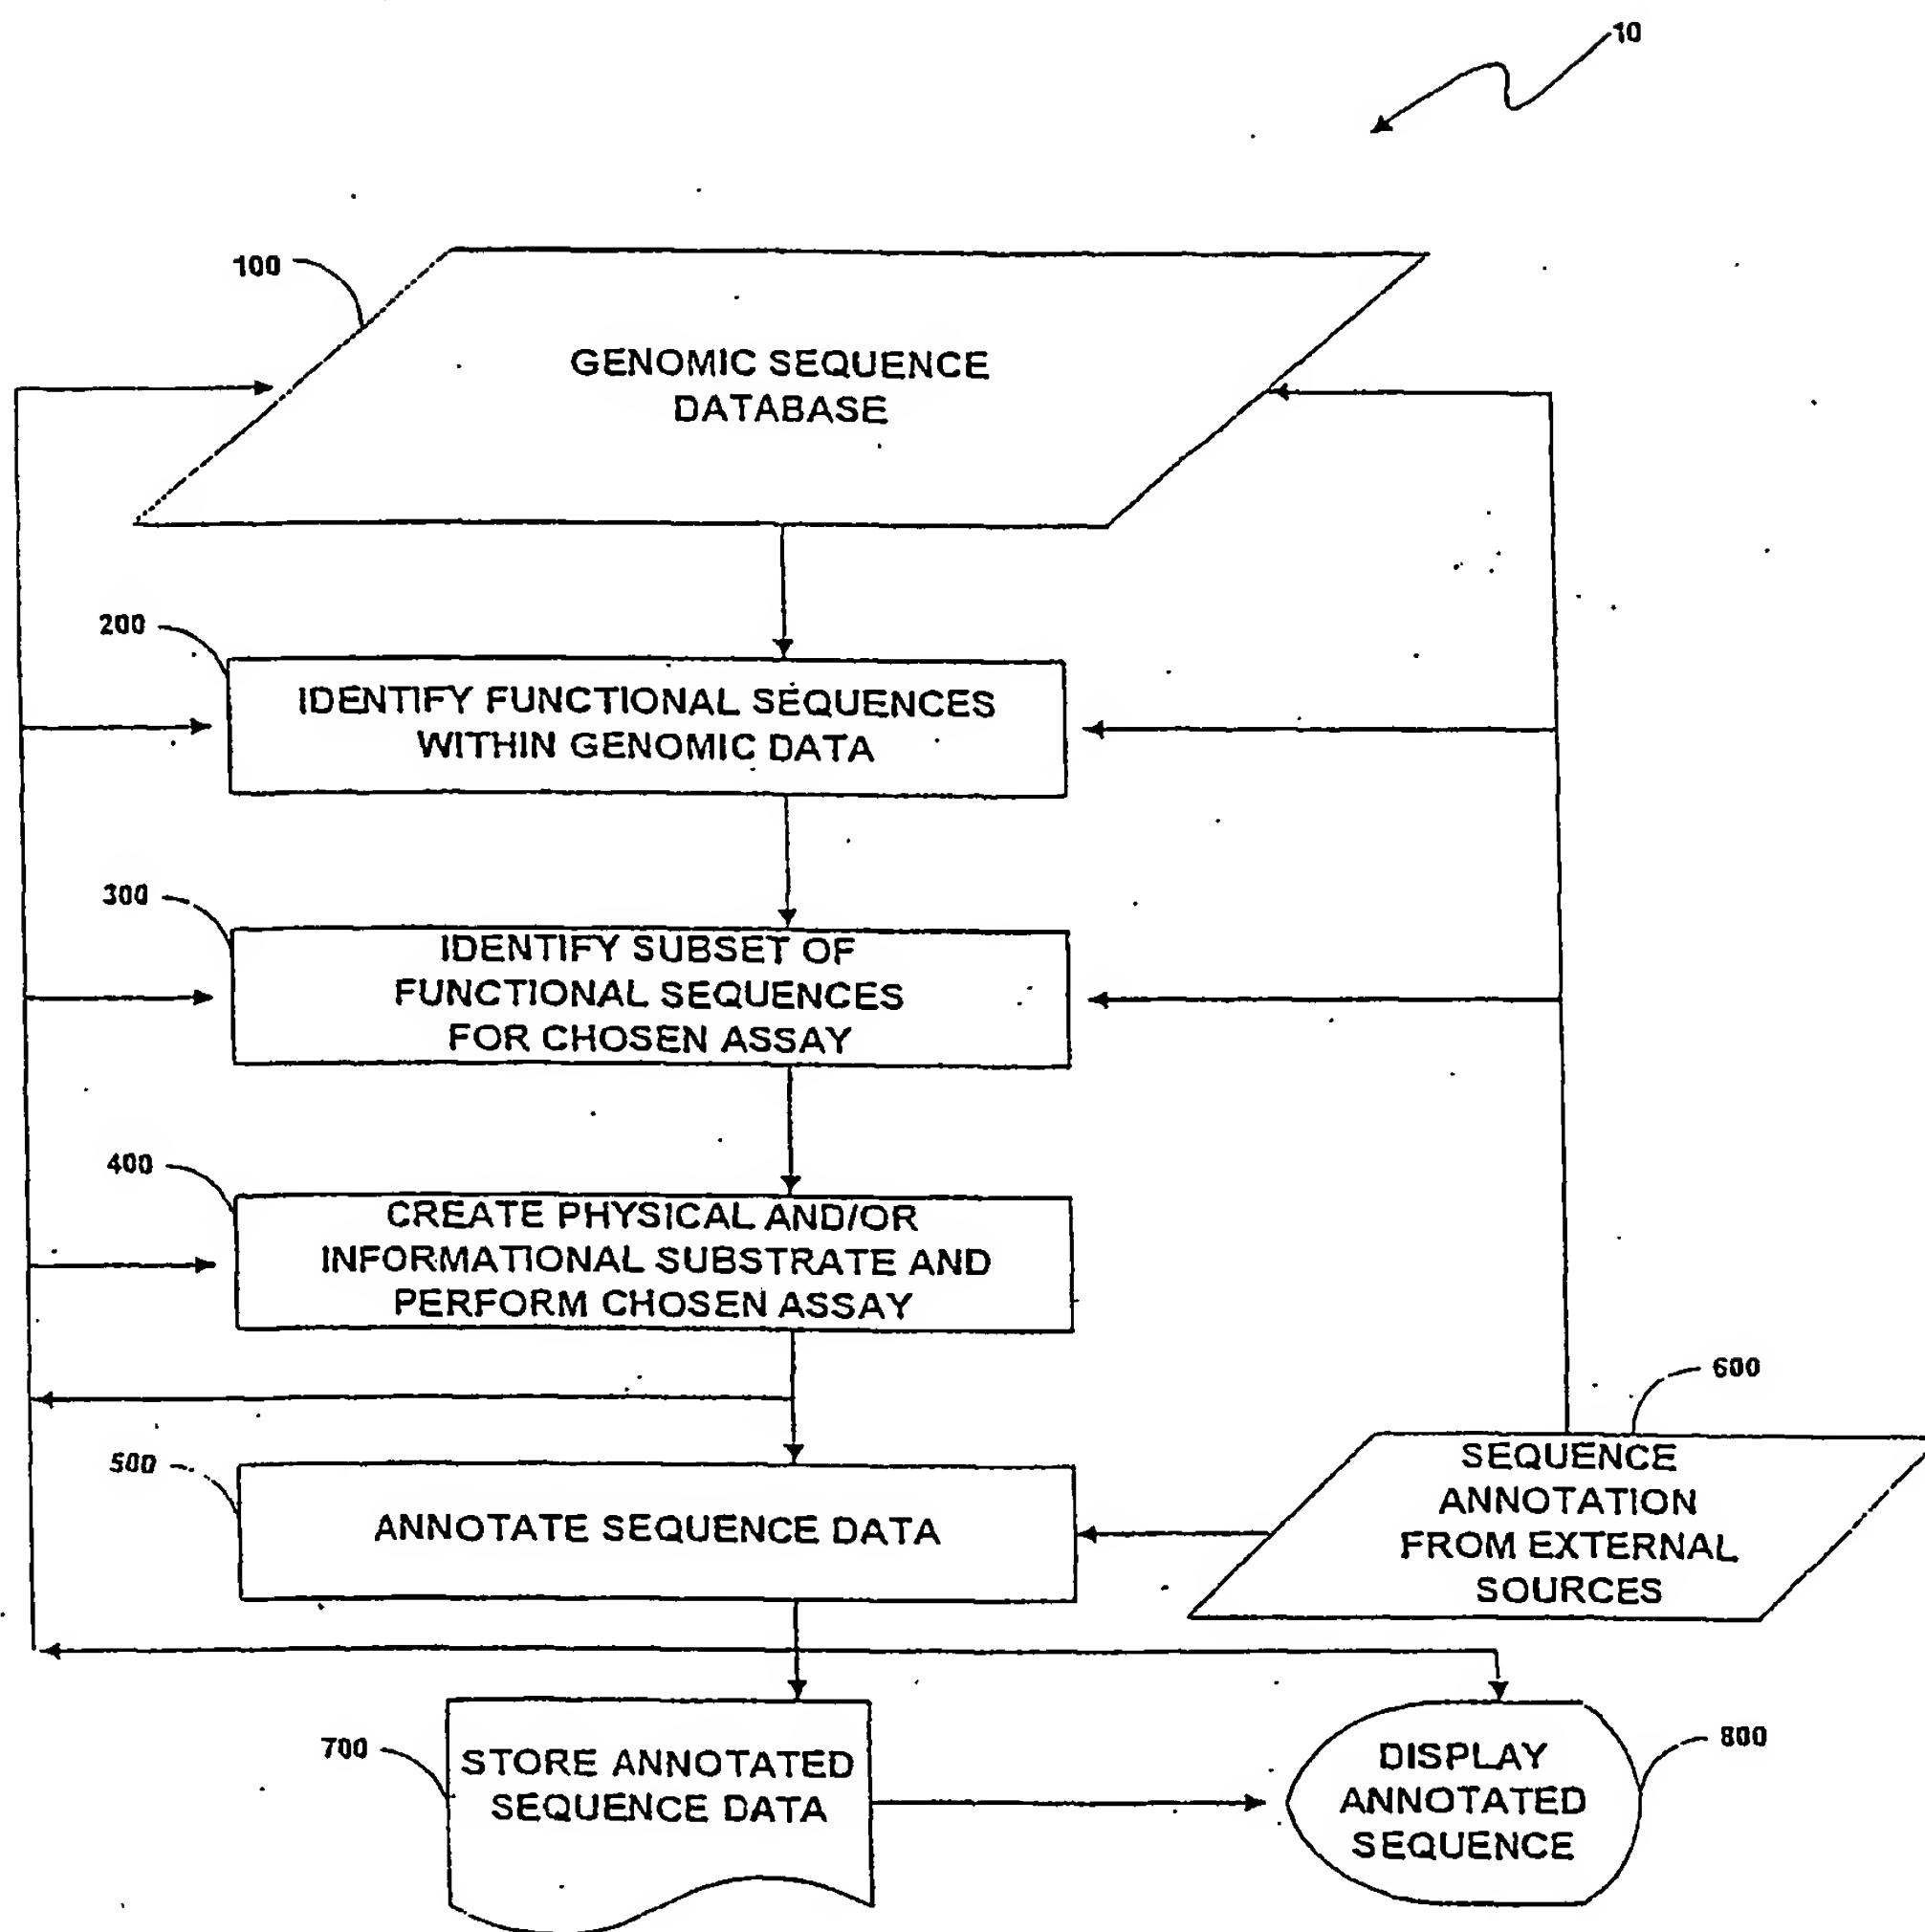 10
100
GENOMIC SEQUENCE
DATABASE
200
IDENTIFY FUNCTIONAL SEQUENCES
WITHIN GENOMIC DATA
300
IDENTIFY SUBSET OF
FUNCTIONAL SEQUENCES
FOR CHOSEN ASSAY
400
CREATE PHYSICAL AND/OR
INFORMATIONAL SUBSTRATE AND
PERFORM CHOSEN ASSAY
500
ANNOTATE SEQUENCE DATA
600
SEQUENCE
ANNOTATION
FROM EXTERNAL
SOURCES
700
STORE ANNOTATED
SEQUENCE DATA
800
DISPLAY
ANNOTATED
SEQUENCE